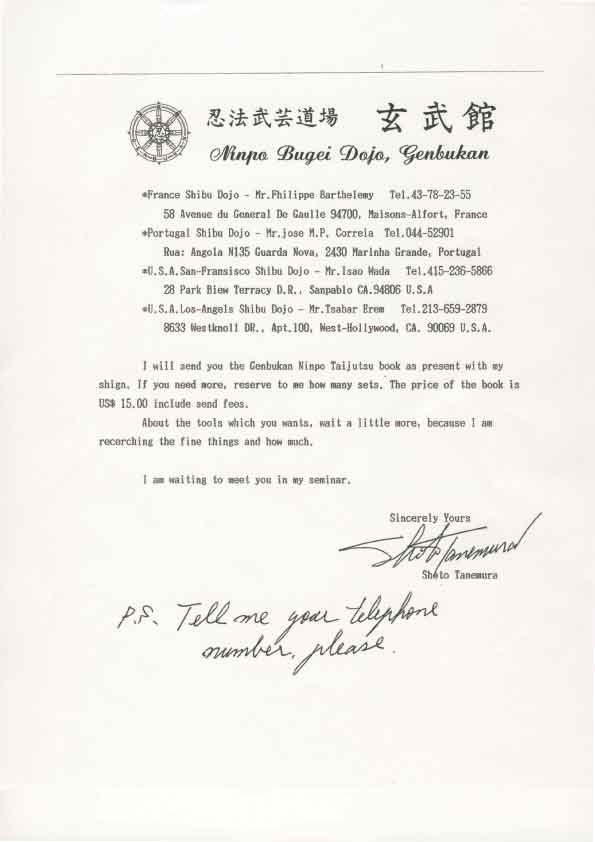 忍法武芸道場 玄武館
Ninpo Bugei Dojo, Genbukan
*France Shibu Dojo - Mr.Philippe Barthelemy Tel.43-78-23-55
58 Avenue du General De Gaulle 94700, Maisons-Alfort, France
*Portugal Shibu Dojo - Mr.jose M.P. Correia Tel.044-52901
Rua: Angola N135 Guarda Nova, 2430 Marinha Grande, Portugal
*U.S.A.San-Fransisco Shibu Dojo - Mr.Isao Wada Tel.415-236-5866
28 Park Biew Terracy D.R., Sanpablo CA.94806 U.S.A
*U.S.A.Los-Angels Shibu Dojo - Mr.Tsabar Erem Tel.213-659-2879
8633 Westknoll DR., Apt.100, West-Hollywood, CA. 90069 U.S.A.
I will send you the Genbukan Ninpo Taijutsu book as present with my
shign. If you need more, reserve to me how many sets. The price of the book is
US$ 15.00 include send fees.
About the tools which you wants, wait a little more, because I am
recerching the fine things and how much.
I am waiting to meet you in my seminar.
Sincerely Yours
Shoto Tanemura
Shoto Tanemura
P.S. Tell me your telephone
number, please.